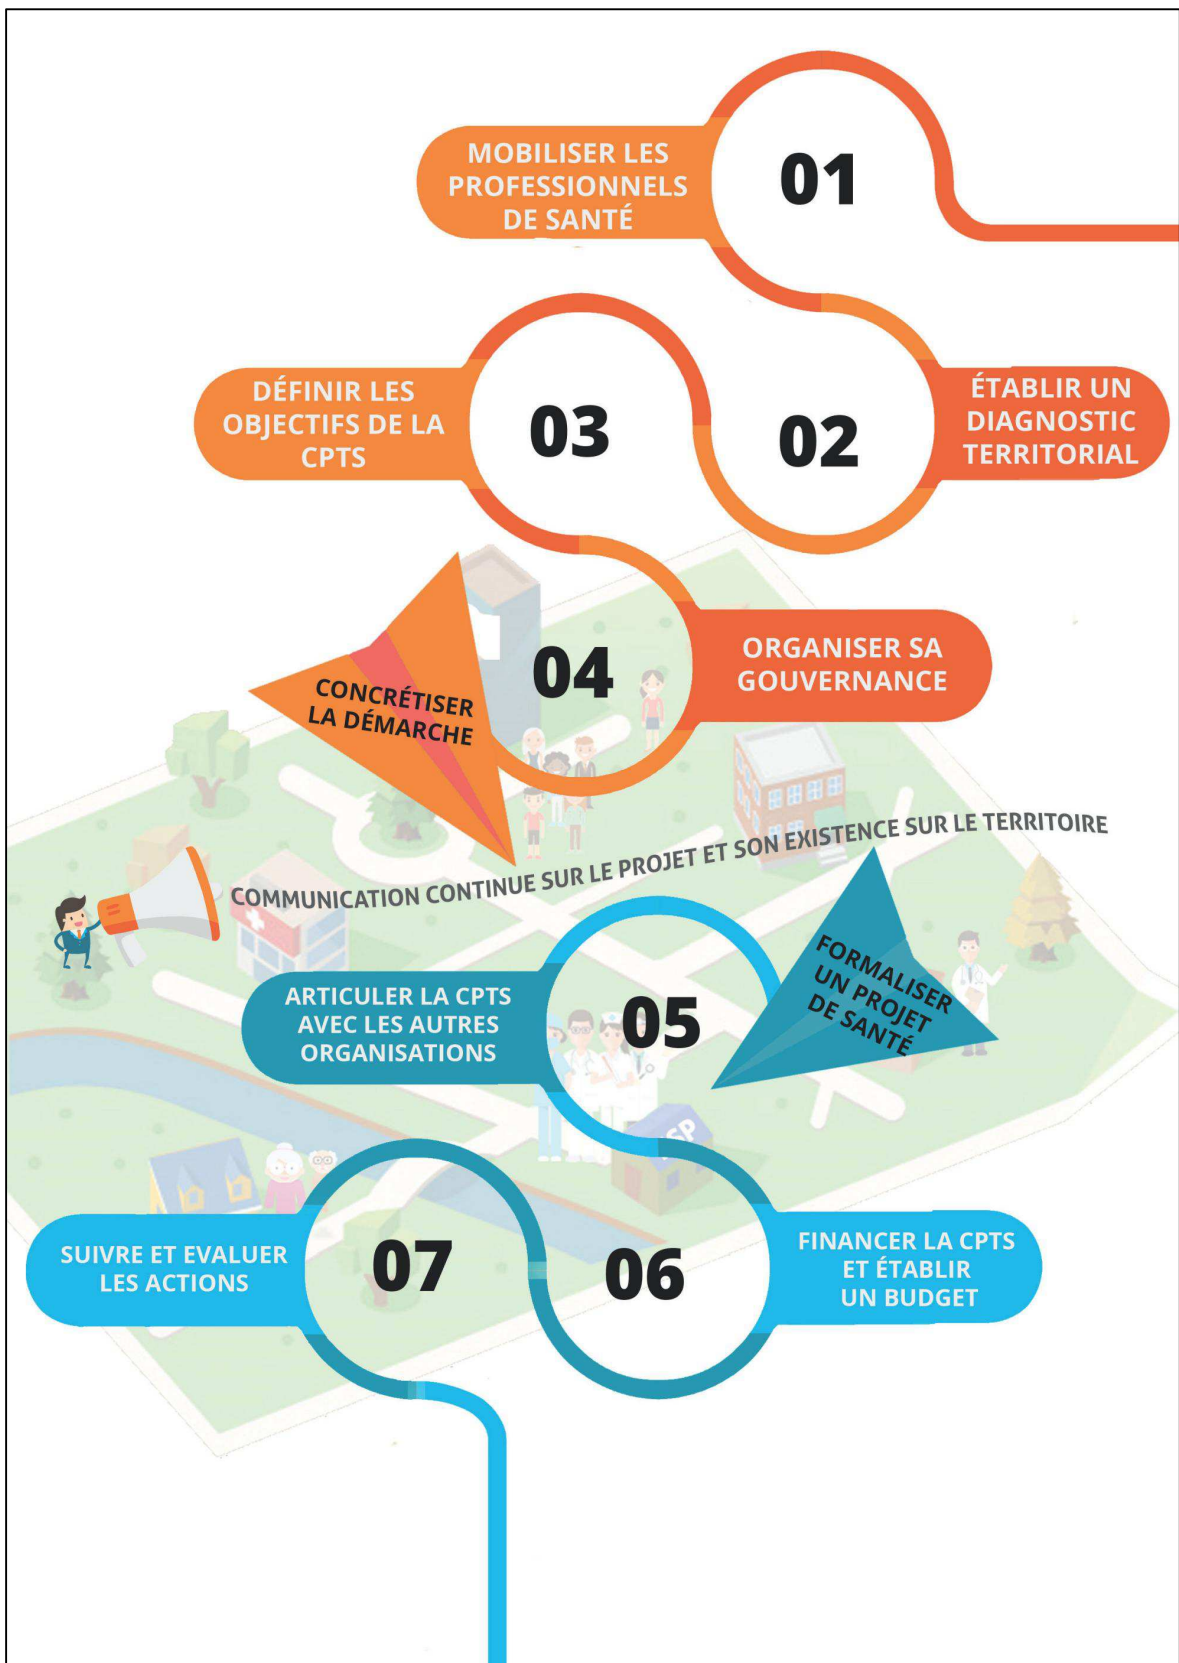 01
MOBILISER LES
PROFESSIONNELS
DE SANTÉ
02
ÉTABLIR UN
DIAGNOSTIC
TERRITORIAL
03
DÉFINIR LES
OBJECTIFS DE LA
CPTS
04
ORGANISER SA
GOUVERNANCE
CONCRÉTISER
LA DÉMARCHE
COMMUNICATION CONTINUE SUR LE PROJET ET SON EXISTENCE SUR LE TERRITOIRE
FORMALISER
UN PROJET
DE SANTÉ
05
ARTICULER LA CPTS
AVEC LES AUTRES
ORGANISATIONS
06
FINANCER LA CPTS
ET ÉTABLIR
UN BUDGET
07
SUIVRE ET EVALUER
LES ACTIONS